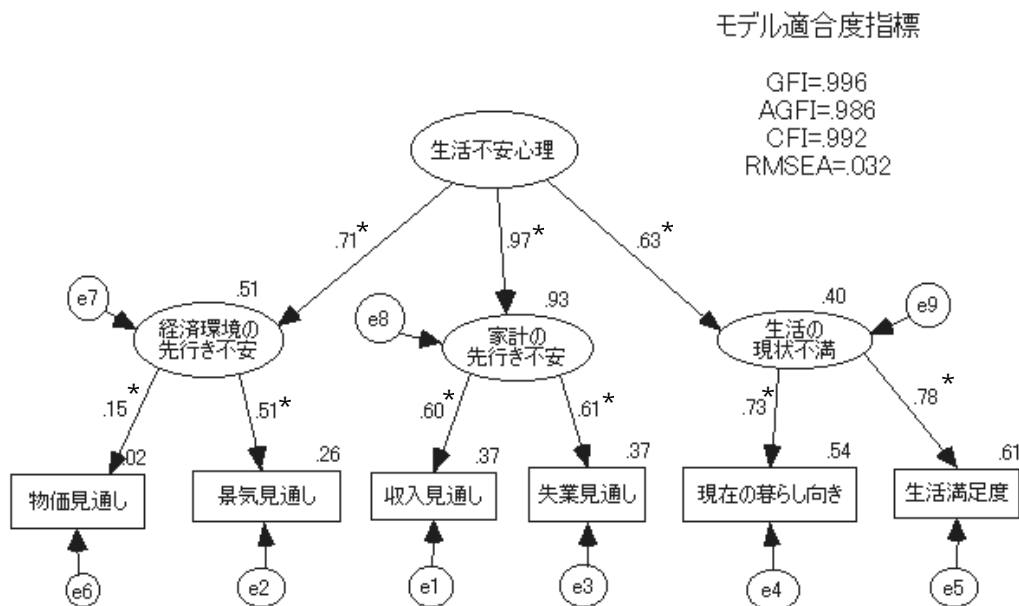 モデル適合度指標
GFI=.996
AGFI=.986
CFI=.992
RMSEA=.032
生活不安心理
.71*
.97*
.63*
e7
.51
e8
.93
.40
e9
経済環境の
先行き不安
家計の
先行き不安
生活の
現状不満
.15*
.51*
.60*
.61*
.73*
.78*
.02
.26
.37
.37
.54
.61
物価見通し
景気見通し
収入見通し
失業見通し
現在の暮らし向き
生活満足度
e6
e2
e1
e3
e4
e5